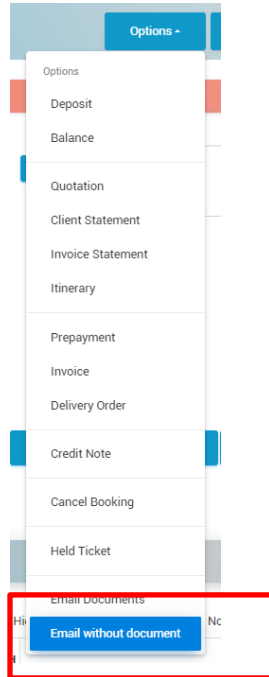 Options
Options
Deposit
Balance
Quotation
Client Statement
Invoice Statement
Itinerary
Prepayment
Invoice
Delivery Order
Credit Note
Cancel Booking
Held Ticket
Email Documents
Email without document